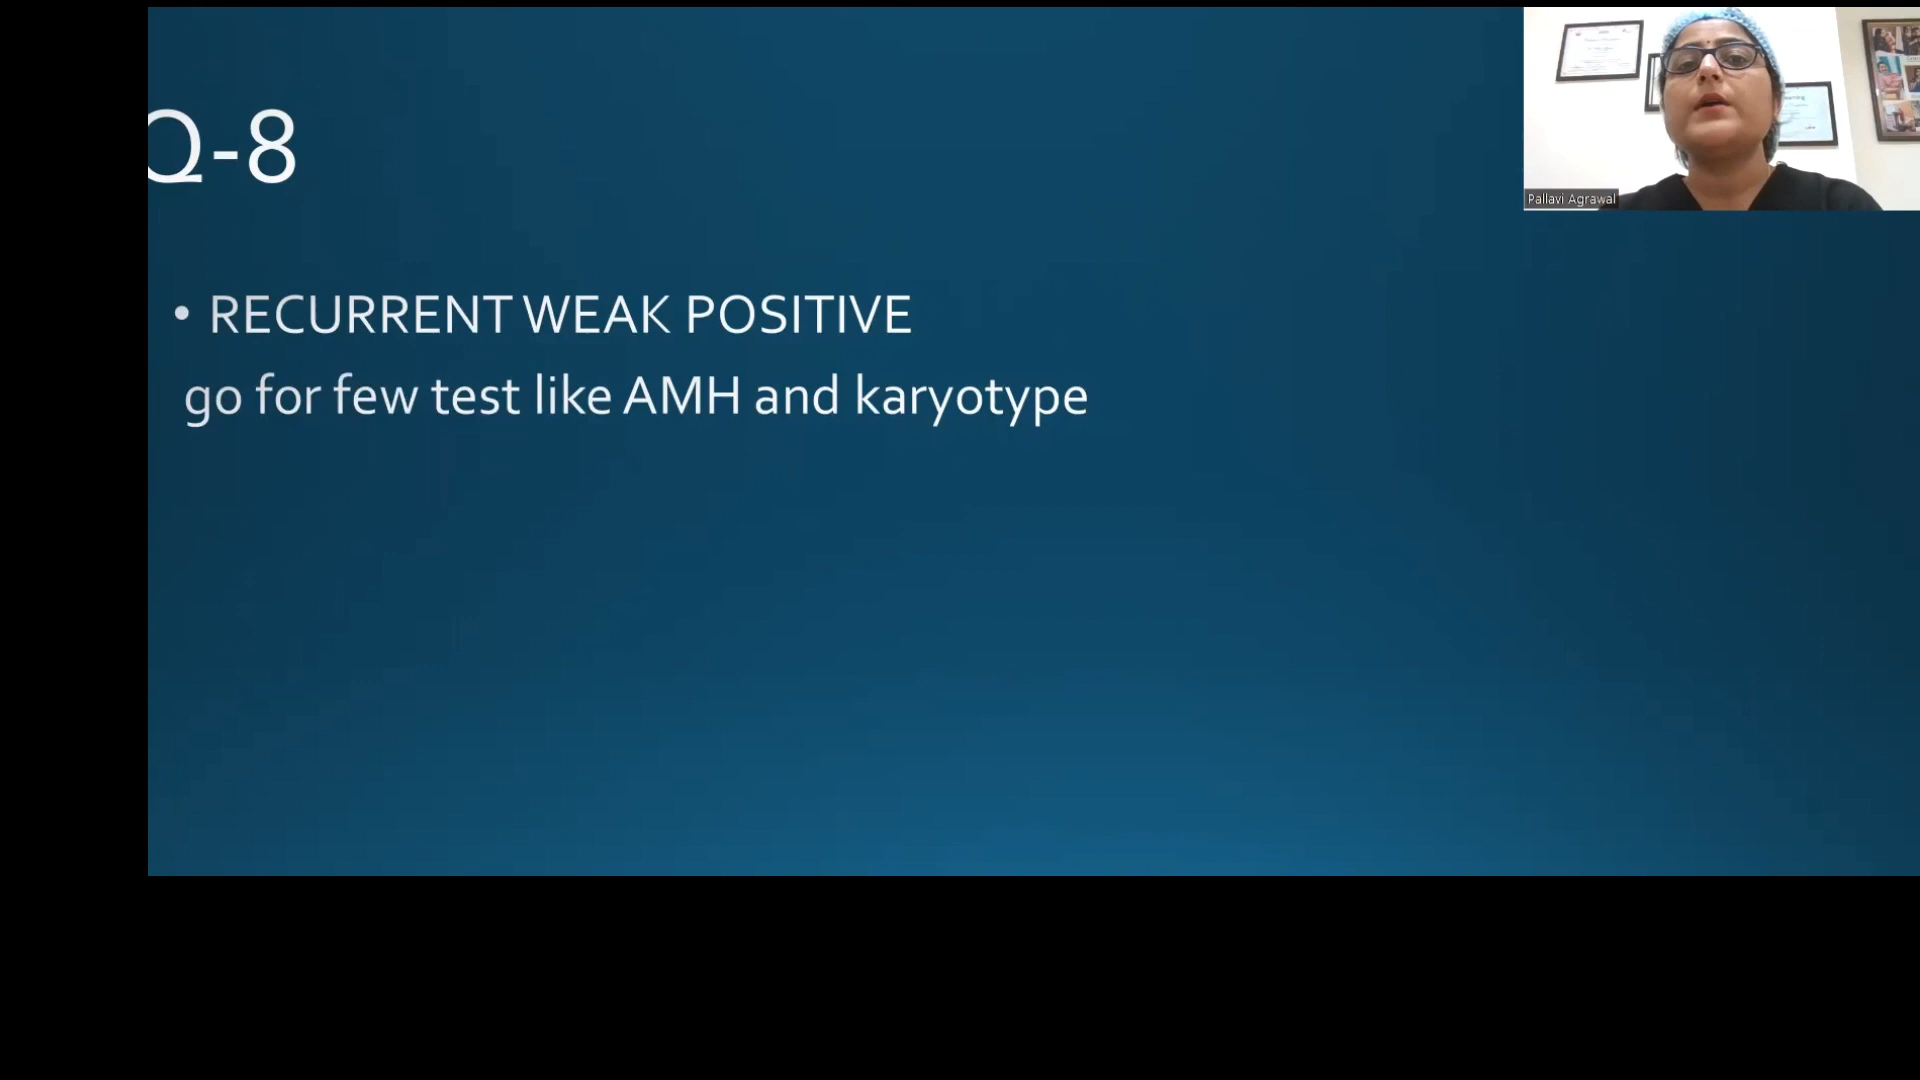 Q-8
• RECURRENT WEAK POSITIVE
go for few test like AMH and karyotype
Pallavi Agrawal